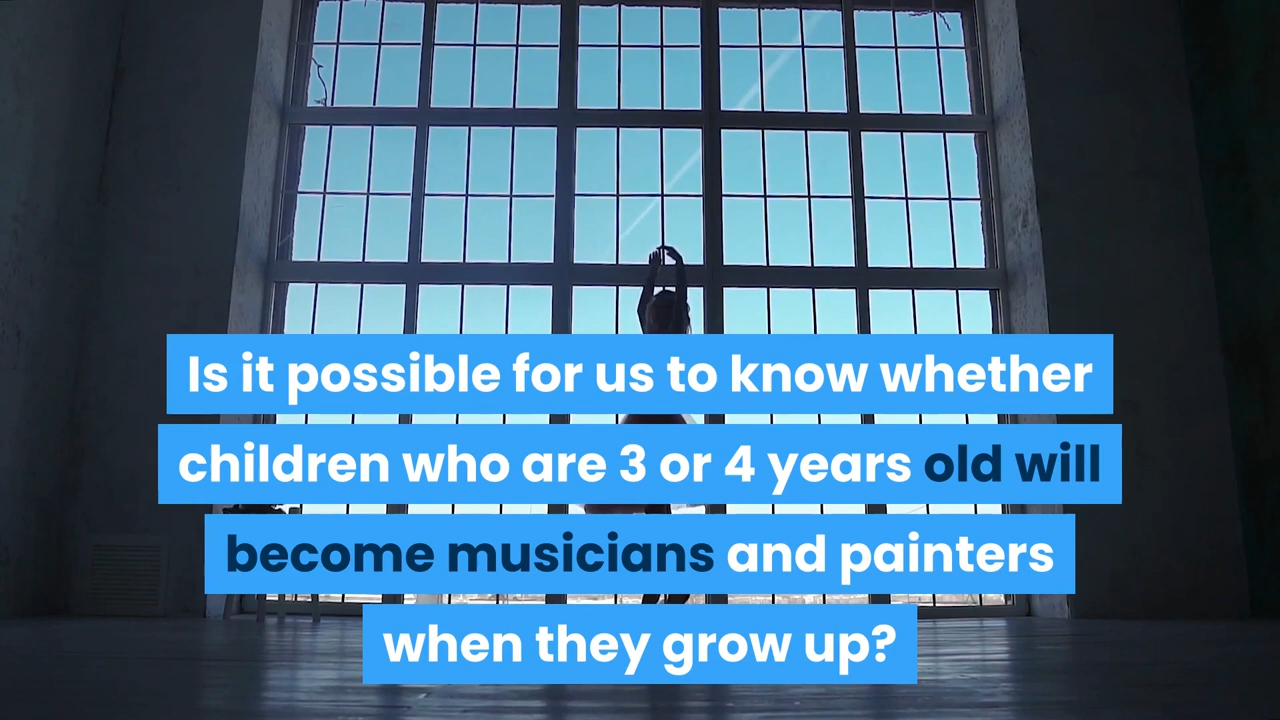 Is it possible for us to know whether
children who are 3 or 4 years old will
become musicians and painters
when they grow up?